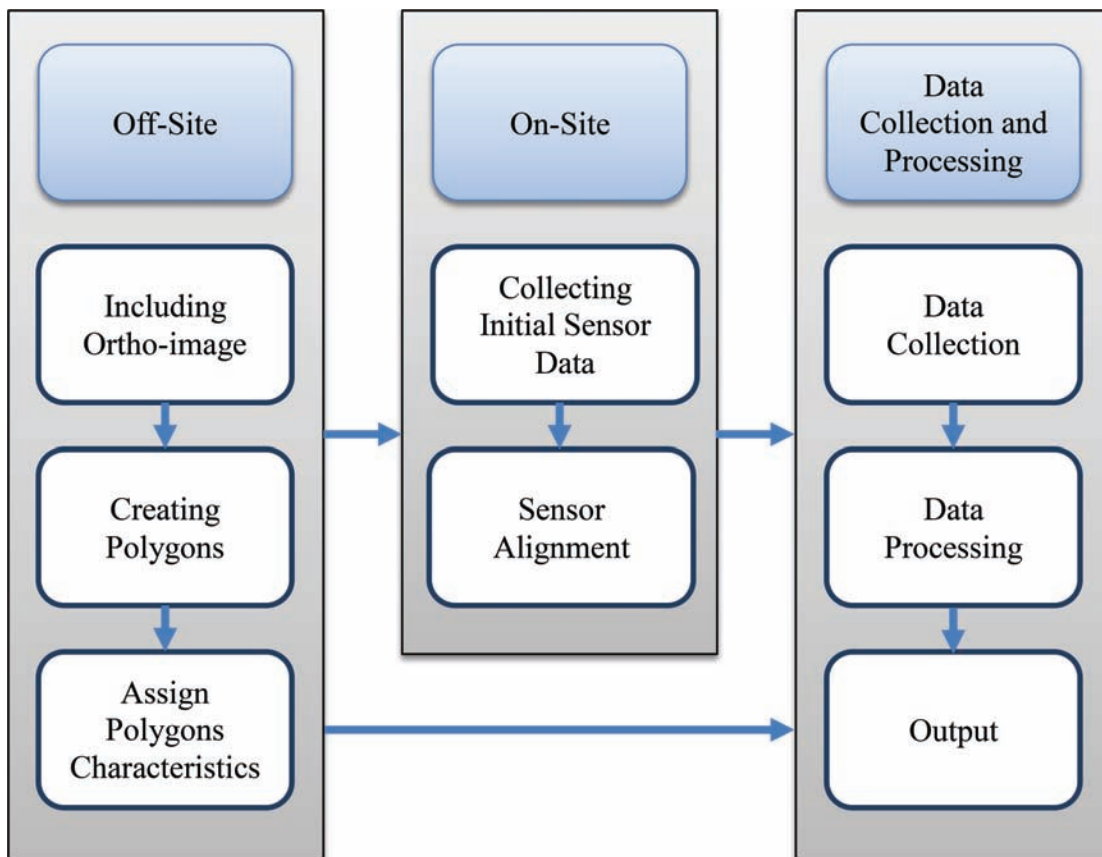 Off-Site
Including
Ortho-image
Creating
Polygons
Assign
Polygons
Characteristics
On-Site
Collecting
Initial Sensor
Data
Sensor
Alignment
Data
Collection and
Processing
Data
Collection
Data
Processing
Output